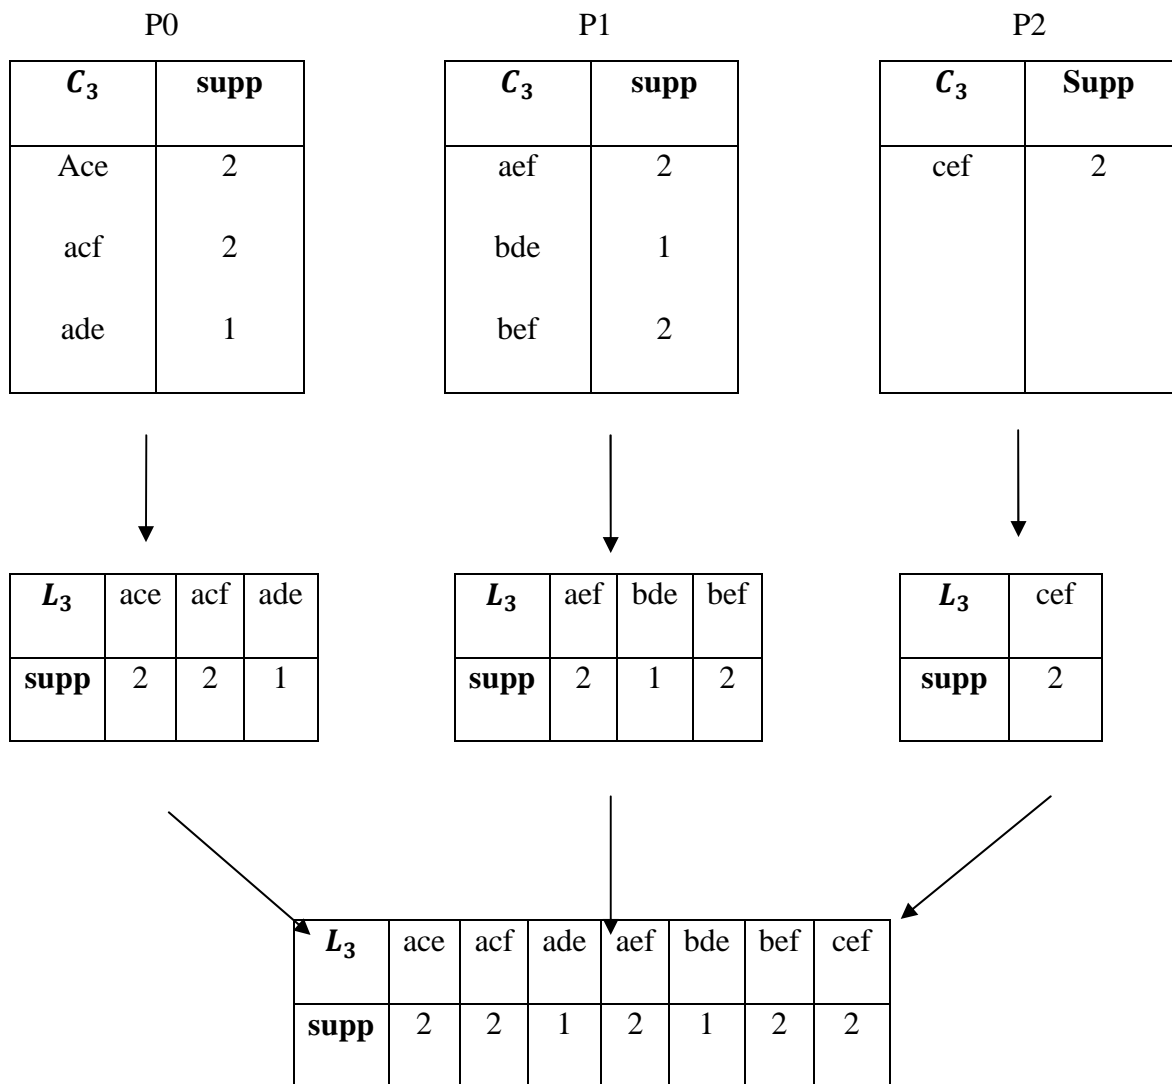 P0 P1 P2
C₃ supp C₃ supp C₃ Supp
Ace 2 aef 2 cef 2
acf 2 bde 1
ade 1 bef 2
L₃ ace acf ade L₃ aef bde bef L₃ cef
supp 2 2 1 supp 2 1 2 supp 2
L₃ ace acf ade aef bde bef cef
supp 2 2 1 2 1 2 2